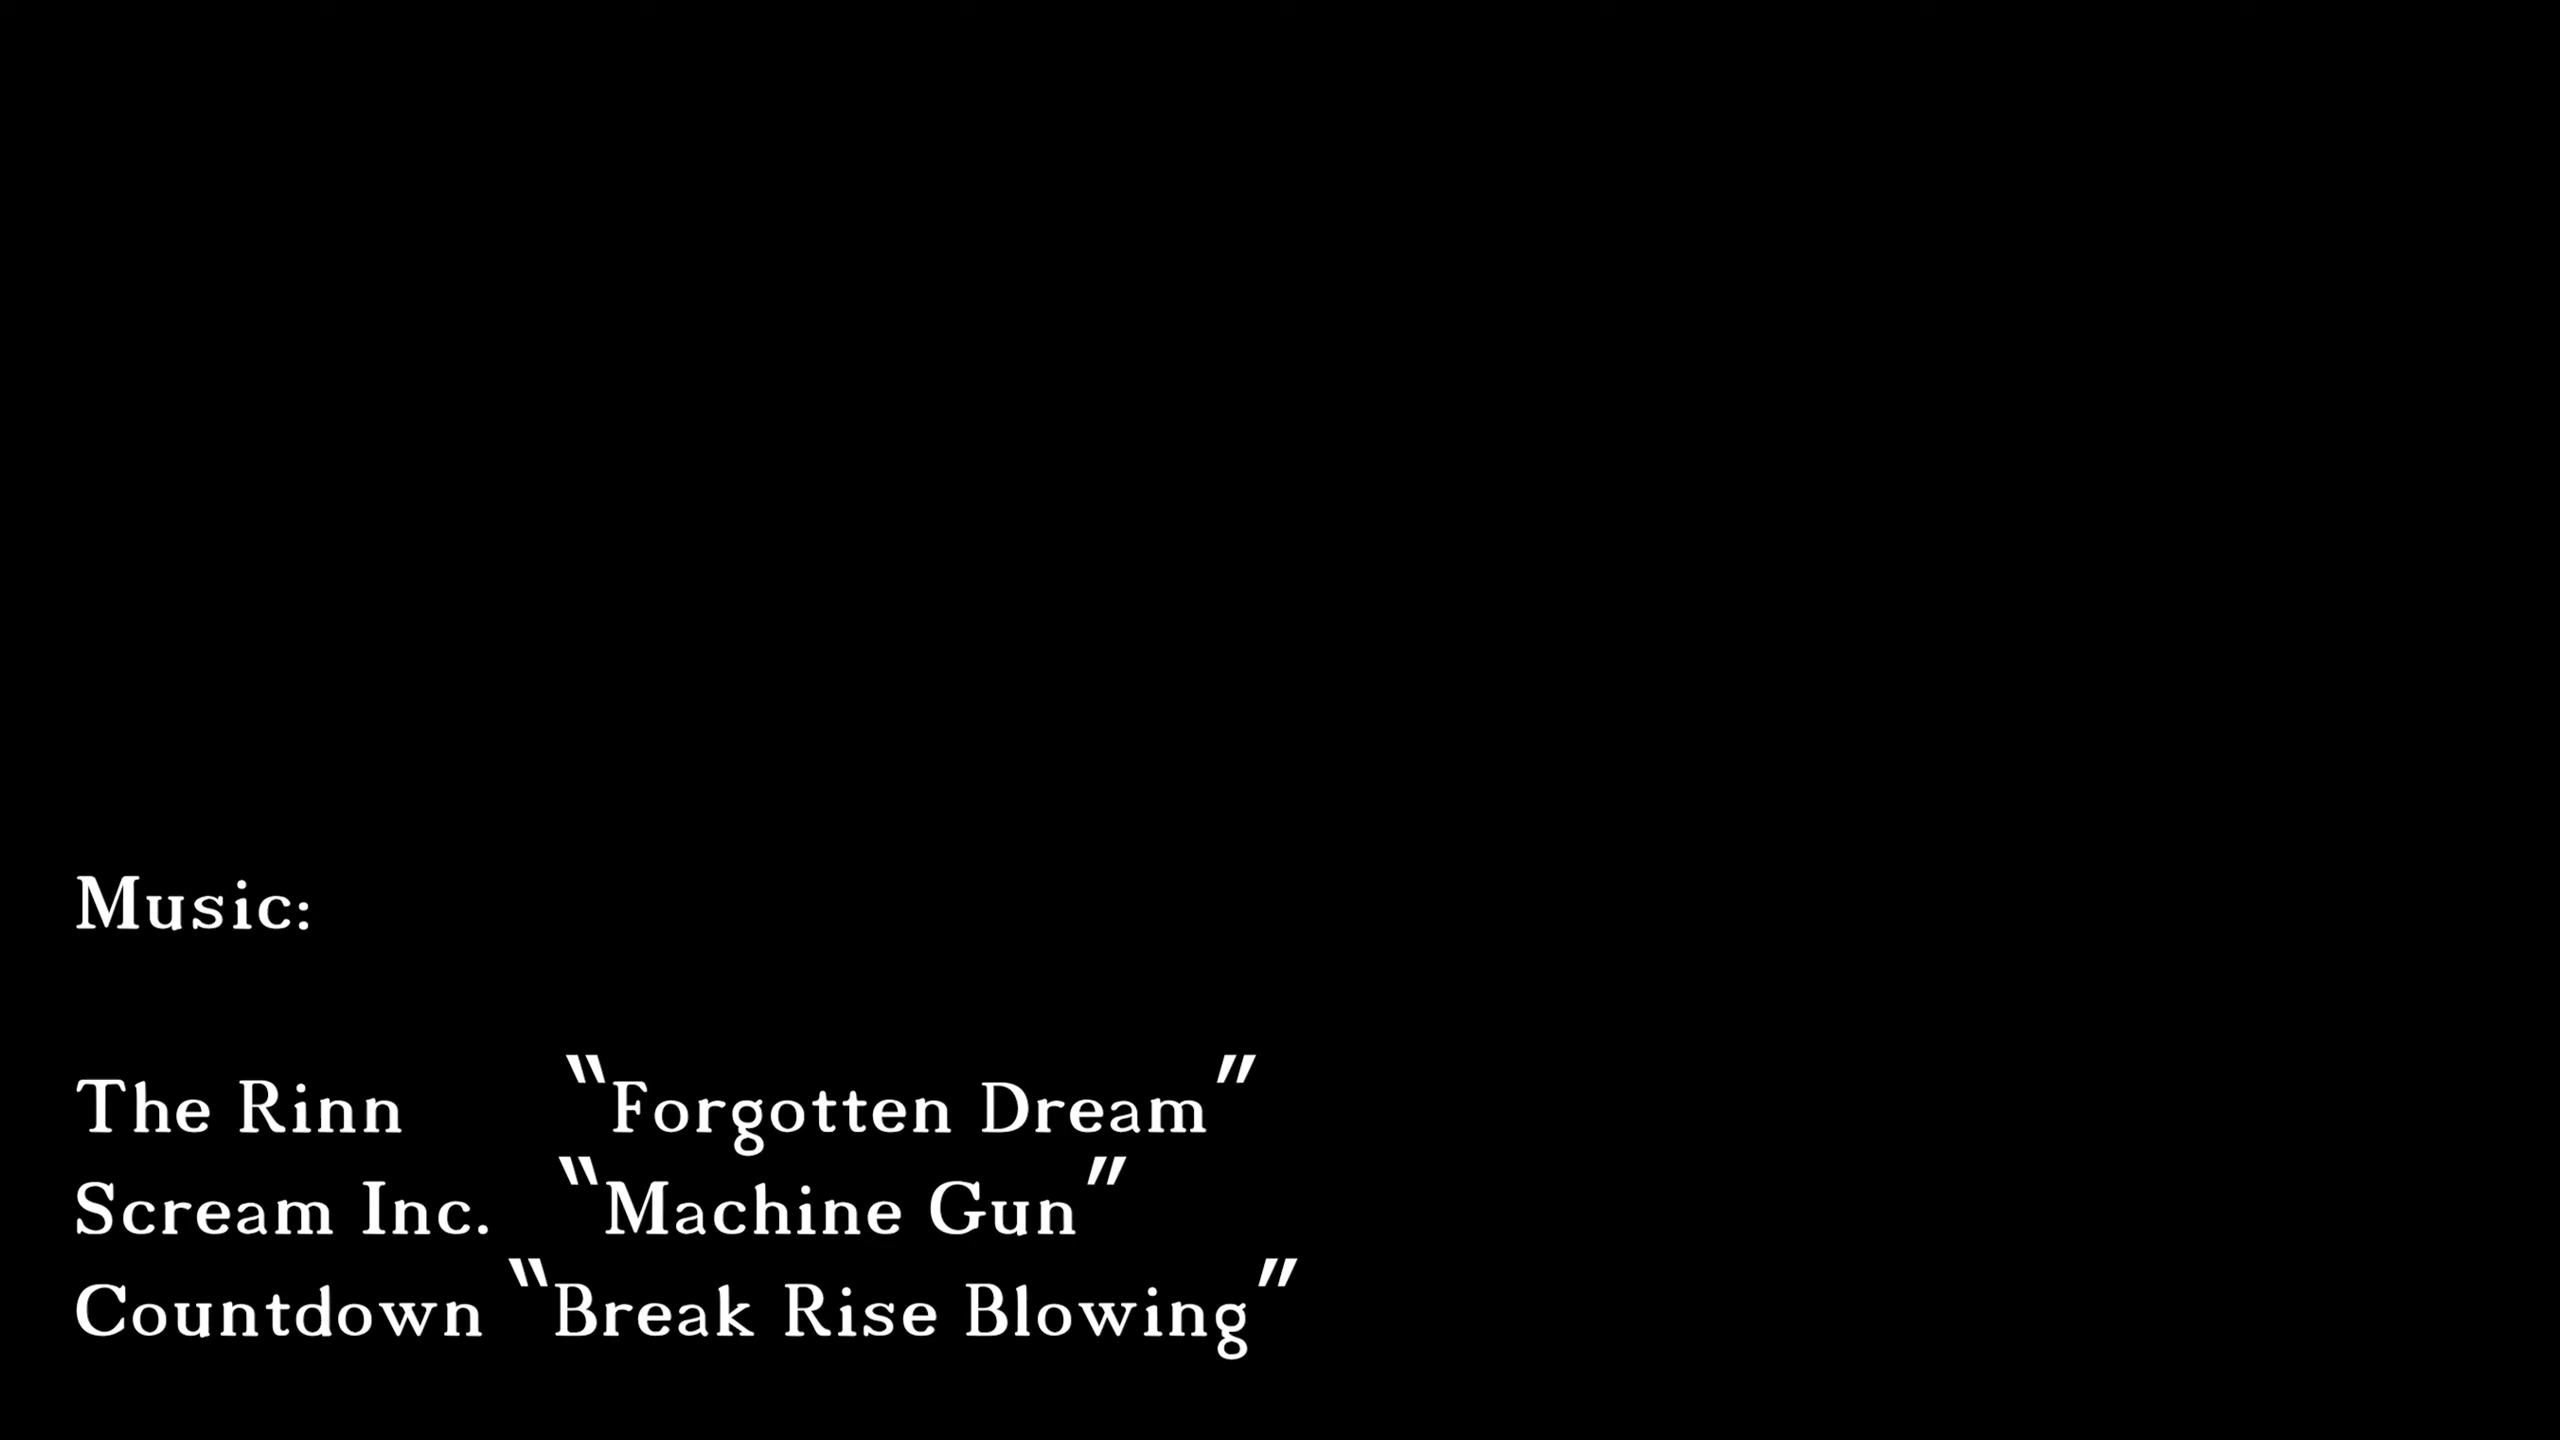 Music:
The Rinn “Forgotten Dream”
Scream Inc. “Machine Gun”
Countdown “Break Rise Blowing”